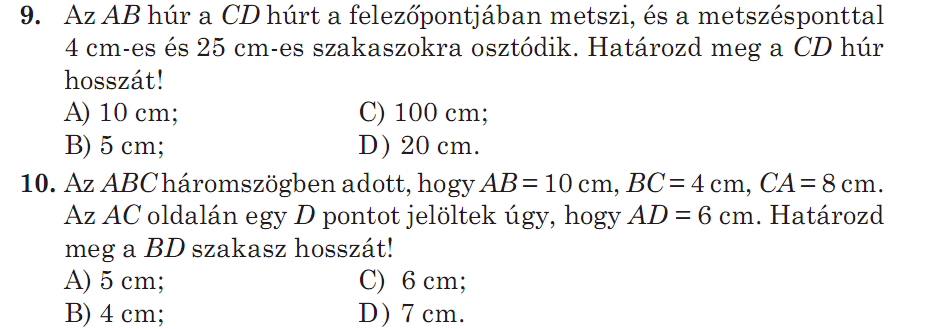 9. Az AB húr a CD húrt a felezőpontjában metszi, és a metszésponttal
4 cm-es és 25 cm-es szakaszokra osztódik. Határozd meg a CD húr
hosszát!
A) 10 cm; C) 100 cm;
B) 5 cm; D) 20 cm.
10. Az ABC háromszögben adott, hogy AB = 10 cm, BC = 4 cm, CA = 8 cm.
Az AC oldalán egy D pontot jelöltek úgy, hogy AD = 6 cm. Határozd
meg a BD szakasz hosszát!
A) 5 cm; C) 6 cm;
B) 4 cm; D) 7 cm.